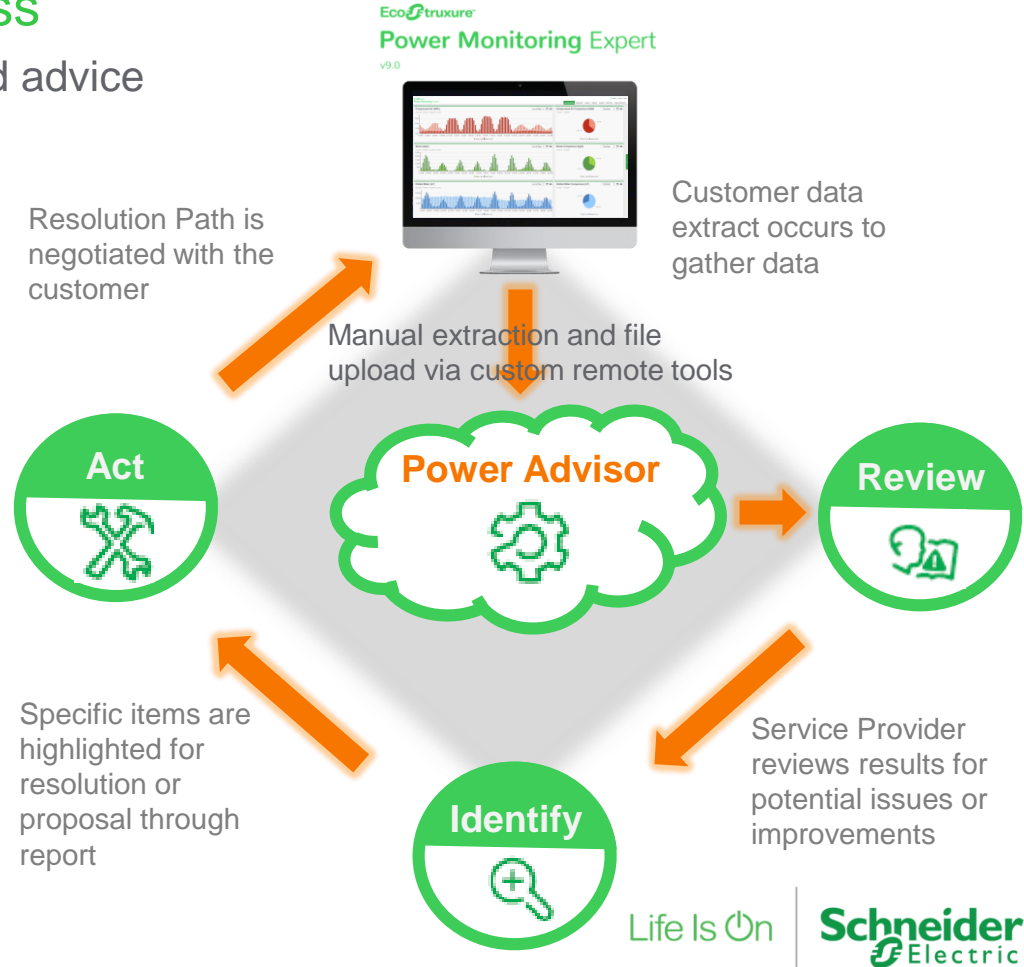 ss
d advice
EcoStruxure
Power Monitoring Expert
v9.0
Resolution Path is
negotiated with the
customer
Customer data
extract occurs to
gather data
Manual extraction and file
upload via custom remote tools
Act
Power Advisor
Review
Specific items are
highlighted for
resolution or
proposal through
report
Identify
Service Provider
reviews results for
potential issues or
improvements
Life Is On
Schneider
Electric